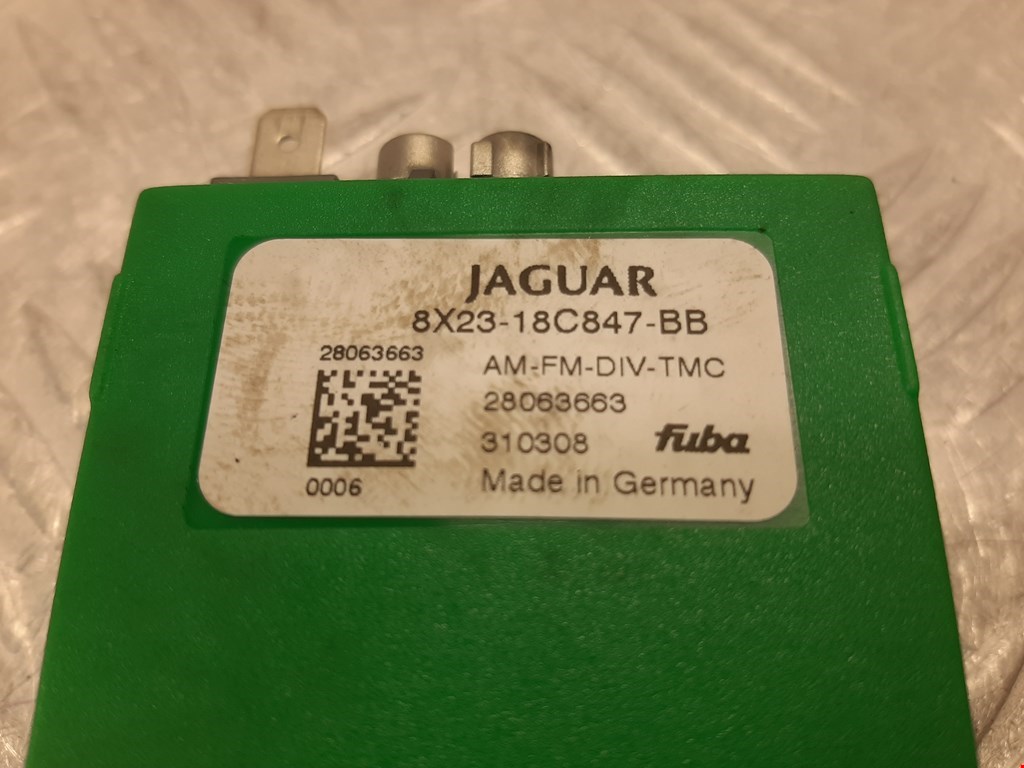 JAGUAR
8X23-18C847-BB
28063663
AM-FM-DIV-TMC
28063663
310308
fuba
0006
Made in Germany